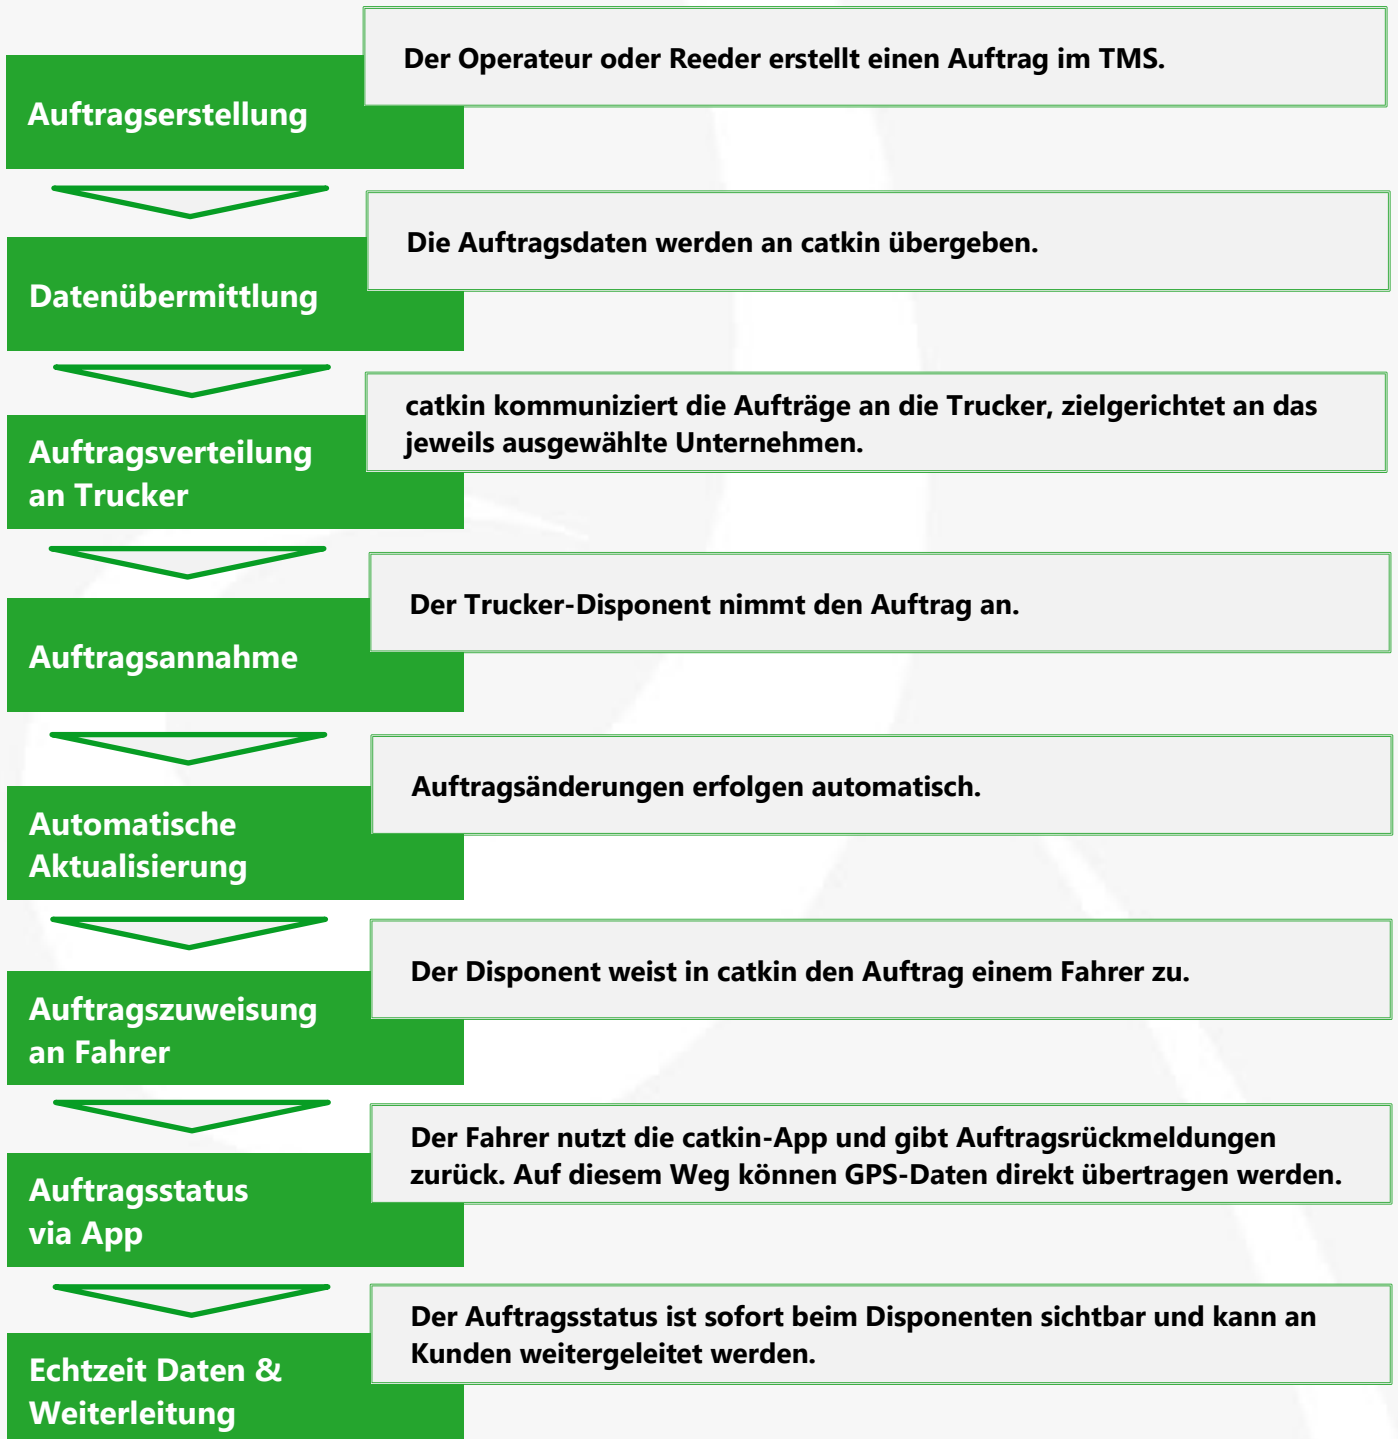 Der Operateur oder Reeder erstellt einen Auftrag im TMS.
Auftragserstellung
Die Auftragsdaten werden an catkin übergeben.
Datenübermittlung
catkin kommuniziert die Aufträge an die Trucker, zielgerichtet an das
jeweils ausgewählte Unternehmen.
Auftragsverteilung
an Trucker
Der Trucker-Disponent nimmt den Auftrag an.
Auftragsannahme
Auftragsänderungen erfolgen automatisch.
Automatische
Aktualisierung
Der Disponent weist in catkin den Auftrag einem Fahrer zu.
Auftragszuweisung
an Fahrer
Der Fahrer nutzt die catkin-App und gibt Auftragsrückmeldungen
zurück. Auf diesem Weg können GPS-Daten direkt übertragen werden.
Auftragsstatus
via App
Der Auftragsstatus ist sofort beim Disponenten sichtbar und kann an
Kunden weitergeleitet werden.
Echtzeit Daten &
Weiterleitung